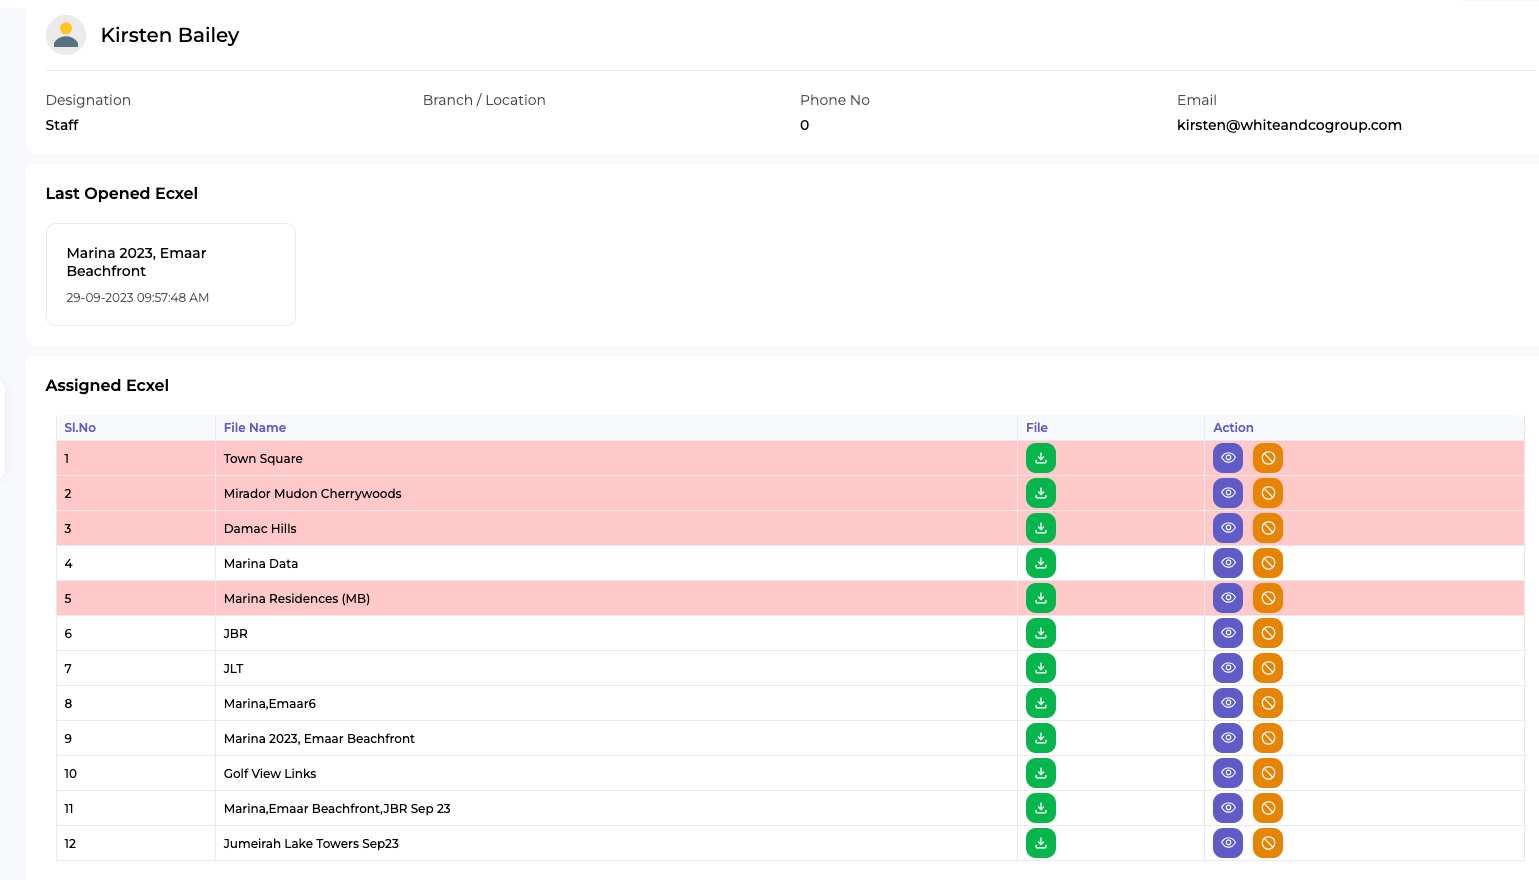 Kirsten Bailey
Designation Branch / Location Phone No Email
Staff 0 kirsten@whiteandcogroup.com
Last Opened Ecxel
Marina 2023, Emaar
Beachfront
29-09-2023 09:57:48 AM
Assigned Ecxel
Sl.No File Name File Action
1 Town Square
2 Mirador Mudon Cherrywoods
3 Damac Hills
4 Marina Data
5 Marina Residences (MB)
6 JBR
7 JLT
8 Marina,Emaar6
9 Marina 2023, Emaar Beachfront
10 Golf View Links
11 Marina,Emaar Beachfront,JBR Sep 23
12 Jumeirah Lake Towers Sep23